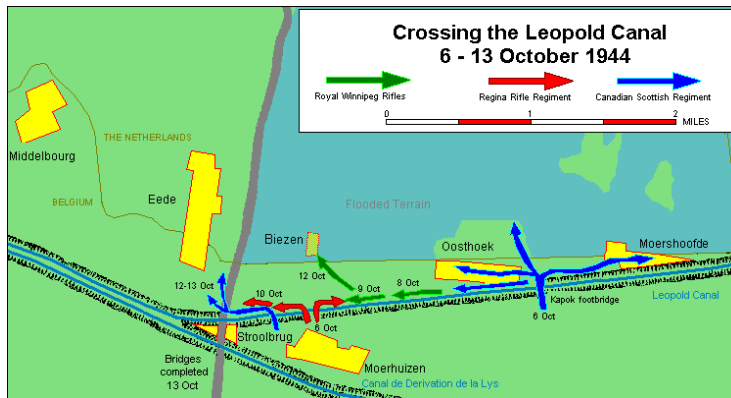 Crossing the Leopold Canal
6 - 13 October 1944
Royal Winnipeg Rifles
Regina Rifle Regiment
Canadian Scottish Regiment
0
1
2
MILES
Middelbourg
THE NETHERLANDS
BELGIUM
Eede
Flooded Terrain
Biezen
Oosthoek
Moershoofde
12-13 Oct
10 Oct
12 Oct
9 Oct
8 Oct
Kapok footbridge
Leopold Canal
6 Oct
6 Oct
Stroolbrug
Bridges
completed
13 Oct
Moerhuizen
Canal de Derivation de la Lys